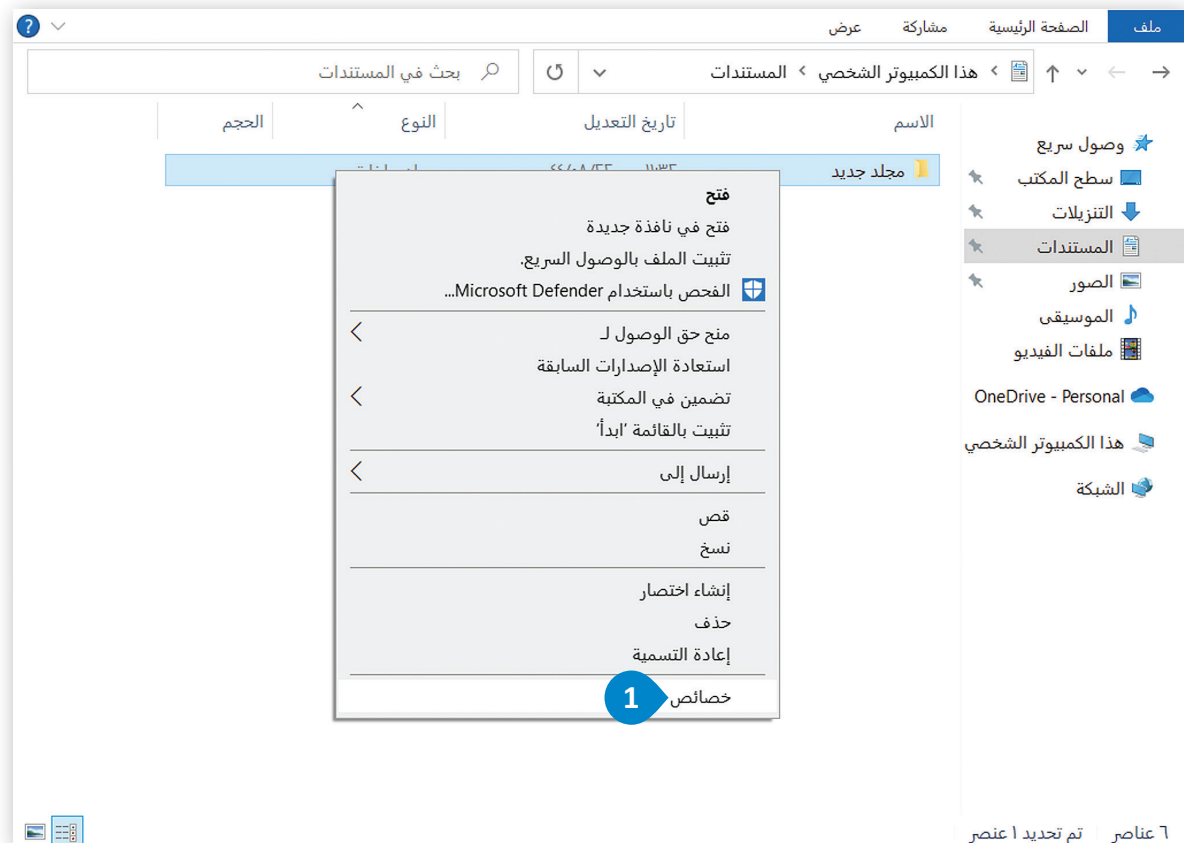 ملف الصفحة الرئيسية مشاركة عرض ?
هذا الكمبيوتر الشخصي › المستندات بحث في المستندات
الاسم تاريخ التعديل النوع الحجم
مجلد جديد
وصول سريع
سطح المكتب
التنزيلات
المستندات
الصور
الموسيقى
ملفات الفيديو
OneDrive - Personal
هذا الكمبيوتر الشخصي
الشبكة
فتح
فتح في نافذة جديدة
تثبيت الملف بالوصول السريع.
الفحص باستخدام Microsoft Defender...
منح حق الوصول لـ
استعادة الإصدارات السابقة
تضمين في المكتبة
تثبيت بالقائمة ‘ابدأ’
إرسال إلى
قص
نسخ
إنشاء اختصار
حذف
إعادة التسمية
خصائص 1
٦ عناصر تم تحديد ١ عنصر